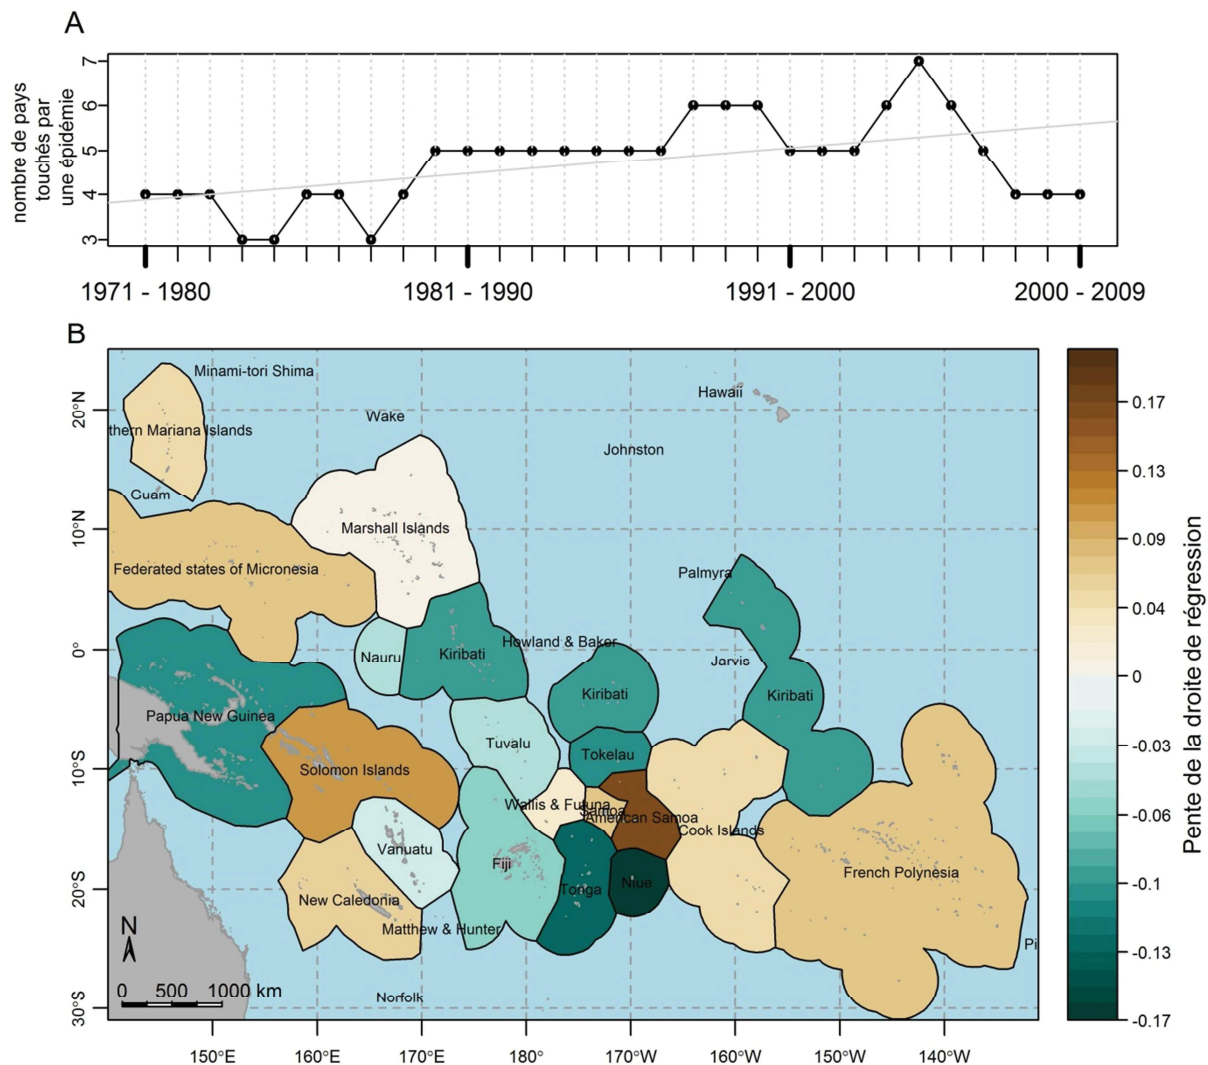 A
nombre de pays
touchés par
une épidémie
7
6
5
4
3
1971 - 1980
1981 - 1990
1991 - 2000
2000 - 2009
B
Minami-tori Shima
Hawaii
Wake
thern Mariana Islands
Johnston
Guam
Marshall Islands
Federated states of Micronesia
Palmyra
Howland & Baker
Nauru
Kiribati
Jarvis
Kiribati
Kiribati
Papua New Guinea
Tuvalu
Tokelau
Solomon Islands
Wallis & Futuna
Samoa
American Samoa
Cook Islands
Vanuatu
Fiji
French Polynesia
Tonga
Niue
New Caledonia
Matthew & Hunter
Pi
Norfolk
N
0 500 1000 km
20°N
10°N
0°
10°S
20°S
30°S
150°E
160°E
170°E
180°
170°W
160°W
150°W
140°W
0.17
0.13
0.09
0.04
0
-0.03
-0.06
-0.1
-0.13
-0.17
Pente de la droite de régression